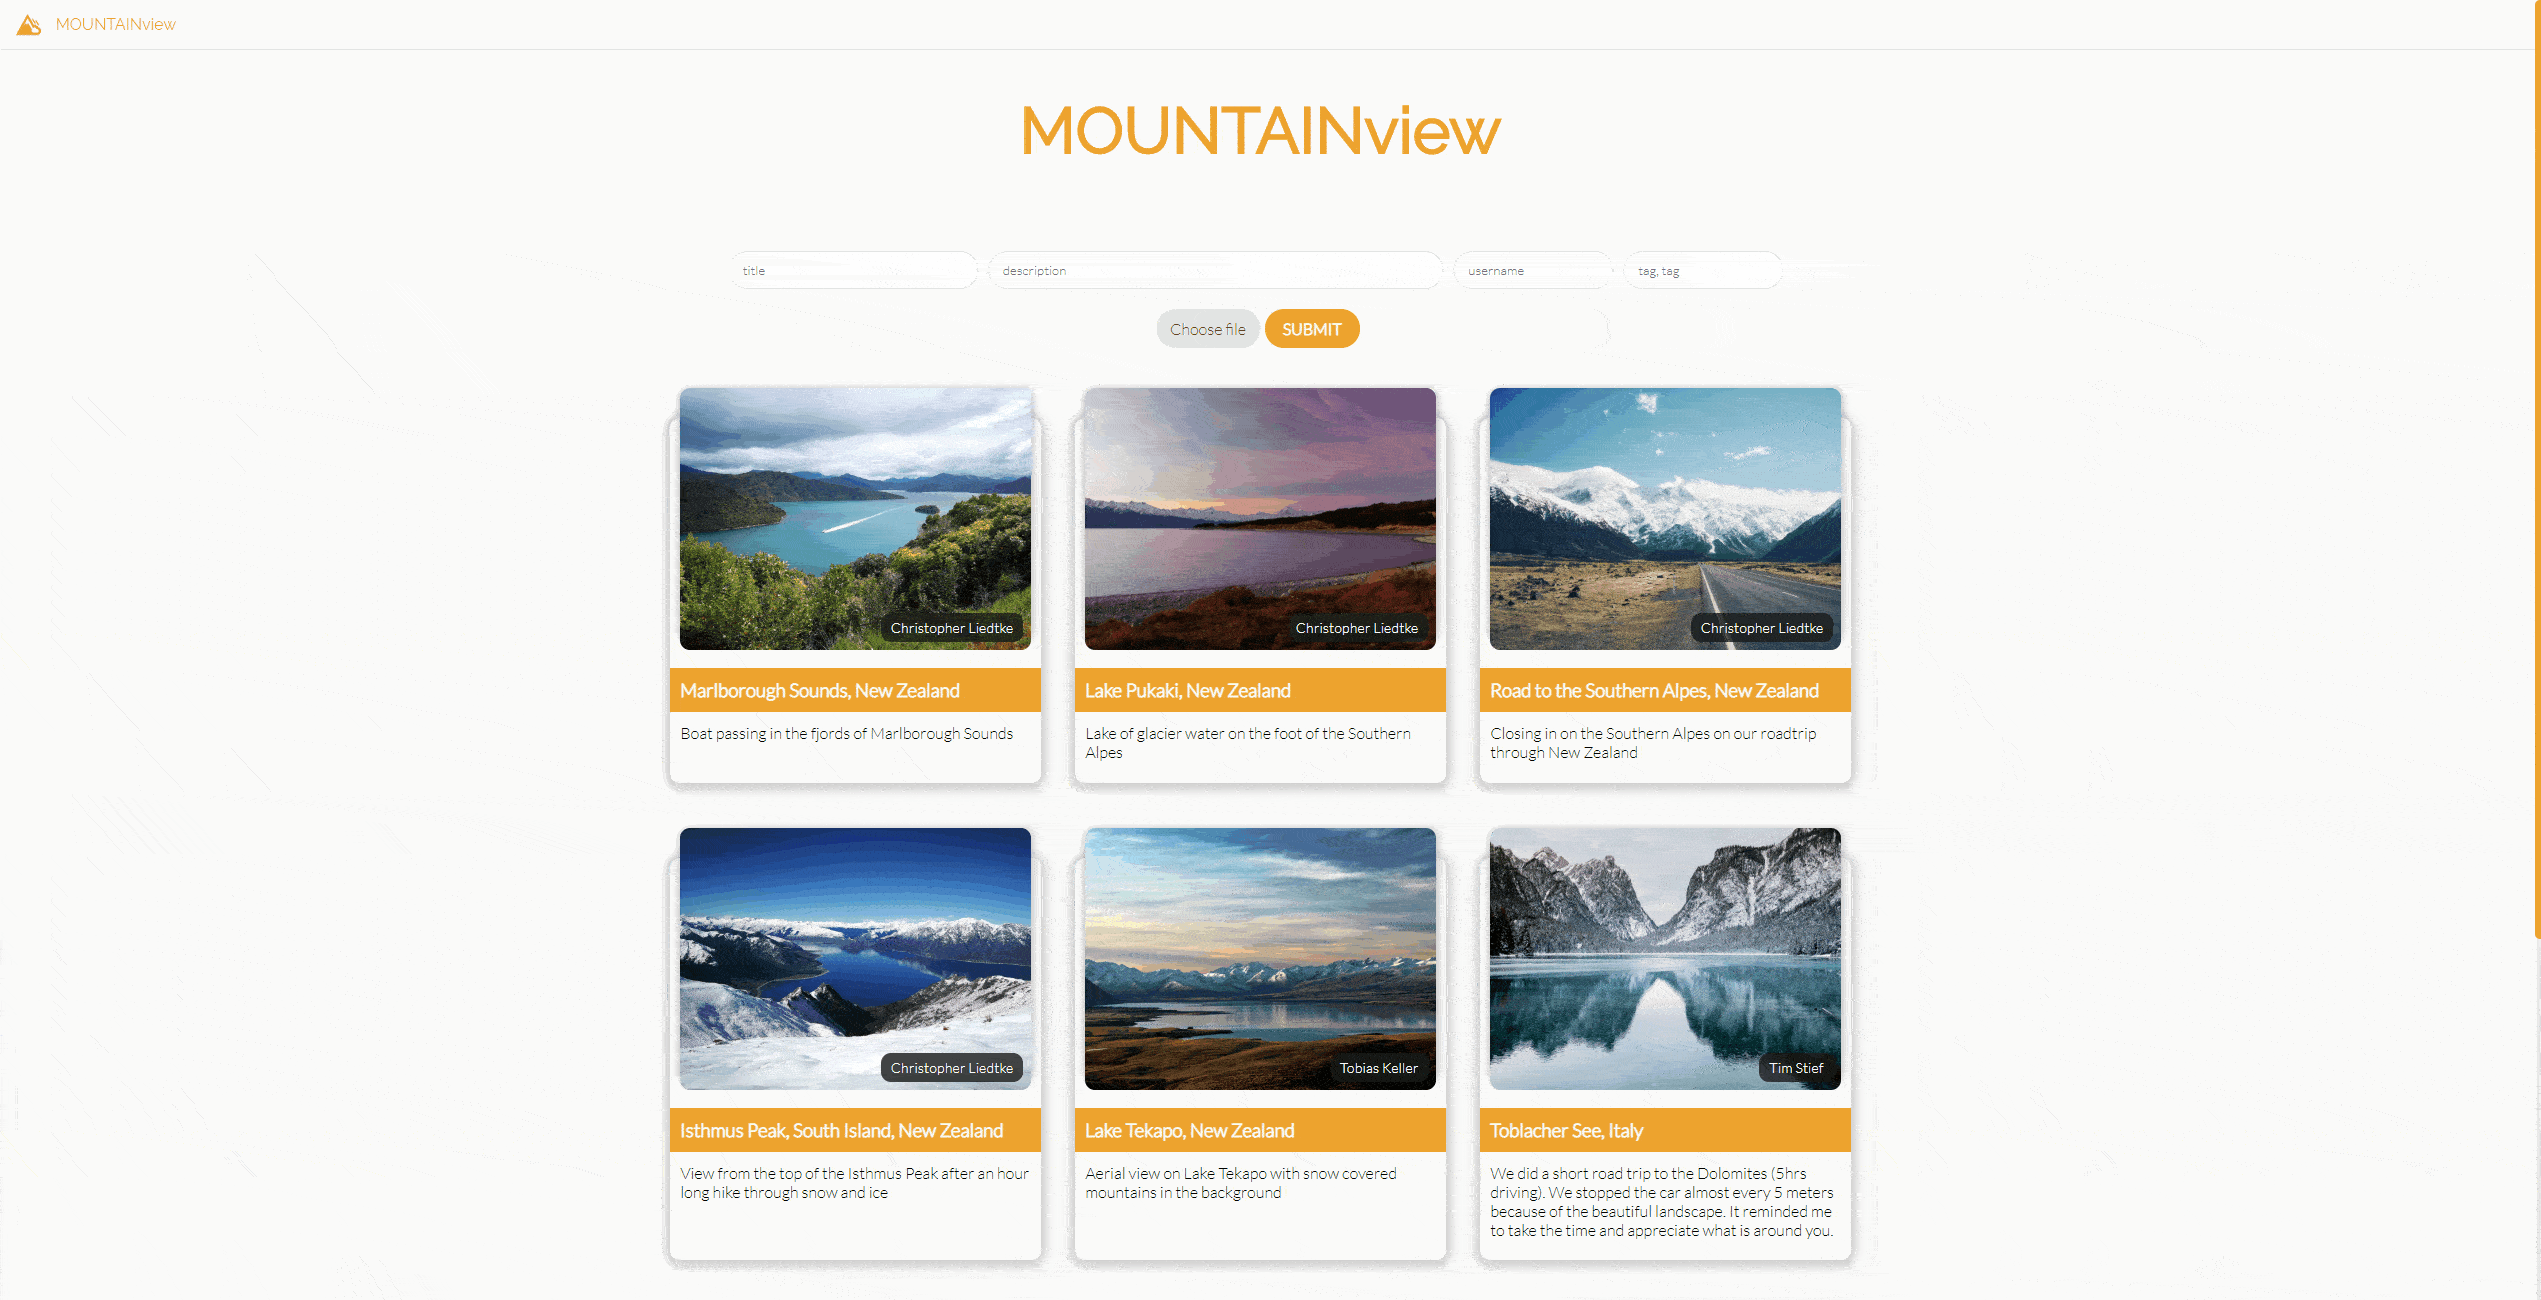 MOUNTAINview
MOUNTAINview
title
description
username
tag, tag
Choose file
SUBMIT
Christopher Liedtke
Marlborough Sounds, New Zealand
Boat passing in the fjords of Marlborough Sounds
Christopher Liedtke
Lake Pukaki, New Zealand
Lake of glacier water on the foot of the Southern
Alpes
Christopher Liedtke
Road to the Southern Alpes, New Zealand
Closing in on the Southern Alpes on our roadtrip
through New Zealand
Christopher Liedtke
Isthmus Peak, South Island, New Zealand
View from the top of the Isthmus Peak after an hour
long hike through snow and ice
Tobias Keller
Lake Tekapo, New Zealand
Aerial view on Lake Tekapo with snow covered
mountains in the background
Tim Stief
Toblacher See, Italy
We did a short road trip to the Dolomites (5hrs
driving). We stopped the car almost every 5 meters
because of the beautiful landscape. It reminded me
to take the time and appreciate what is around you.